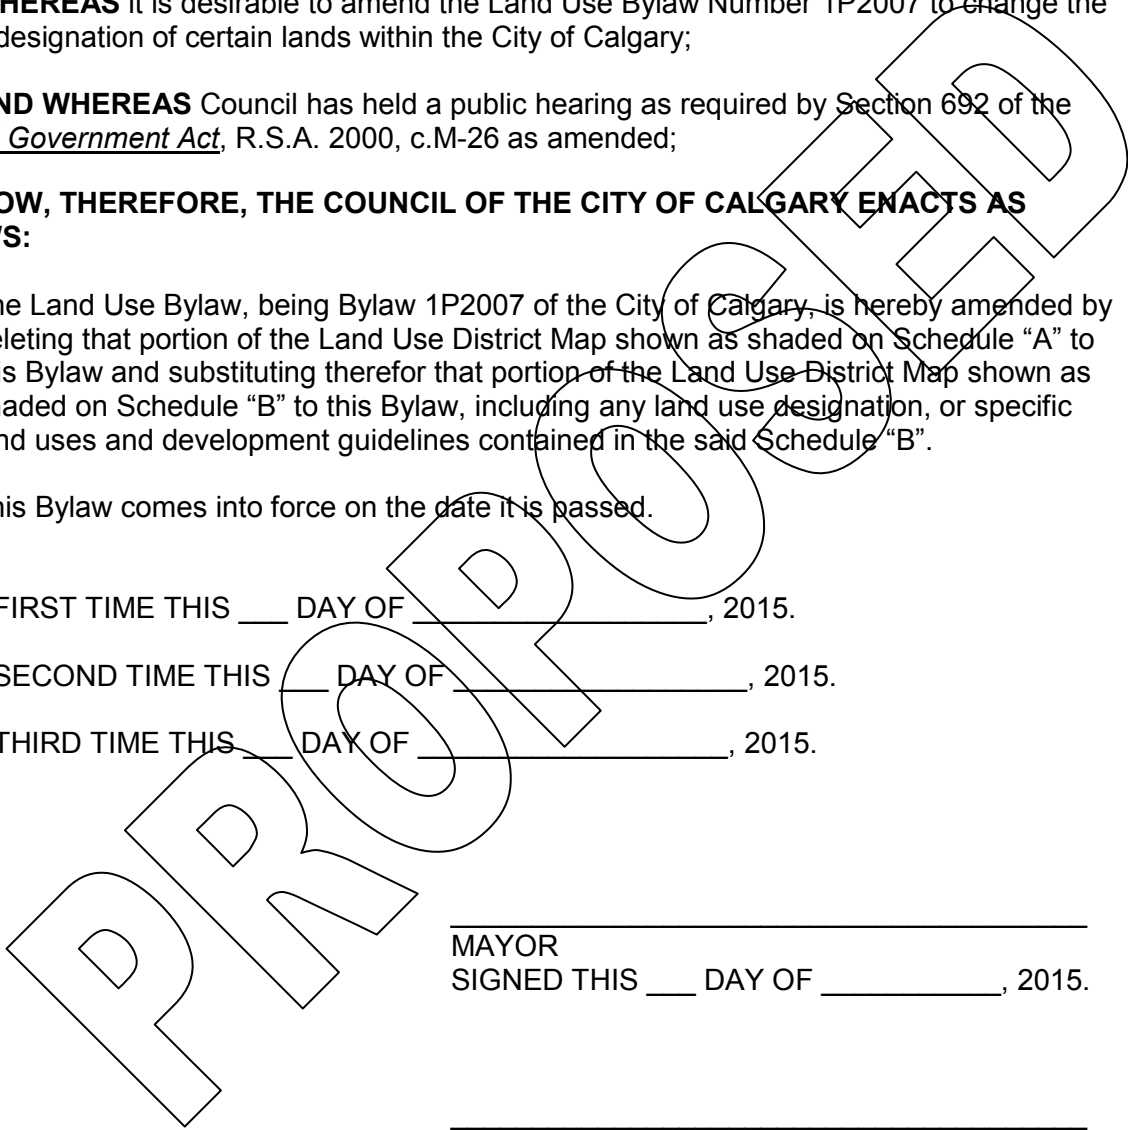 HEREAS it is desirable to amend the Land Use Bylaw Number 1P2007 to change the
designation of certain lands within the City of Calgary;
ND WHEREAS Council has held a public hearing as required by Section 692 of the
Government Act, R.S.A. 2000, c.M-26 as amended;
OW, THEREFORE, THE COUNCIL OF THE CITY OF CALGARY ENACTS AS
WS:
he Land Use Bylaw, being Bylaw 1P2007 of the City of Calgary, is hereby amended by
eleting that portion of the Land Use District Map shown as shaded on Schedule “A” to
is Bylaw and substituting therefor that portion of the Land Use District Map shown as
haded on Schedule “B” to this Bylaw, including any land use designation, or specific
nd uses and development guidelines contained in the said Schedule “B”.
his Bylaw comes into force on the date it is passed.
FIRST TIME THIS ___ DAY OF __________________, 2015.
SECOND TIME THIS ___ DAY OF __________________, 2015.
THIRD TIME THIS ___ DAY OF ___________________, 2015.
PROPOSED
MAYOR
SIGNED THIS ___ DAY OF ___________, 2015.